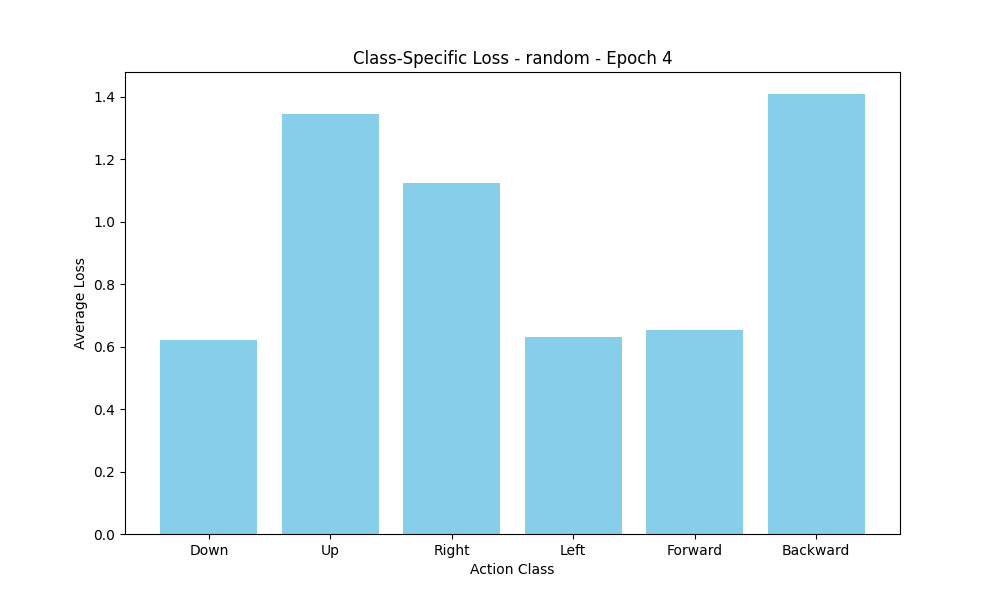 Class-Specific Loss - random - Epoch 4
1.4
1.2
1.0
0.8
0.6
0.4
0.2
0.0
Average Loss
Down Up Right Left Forward Backward
Action Class